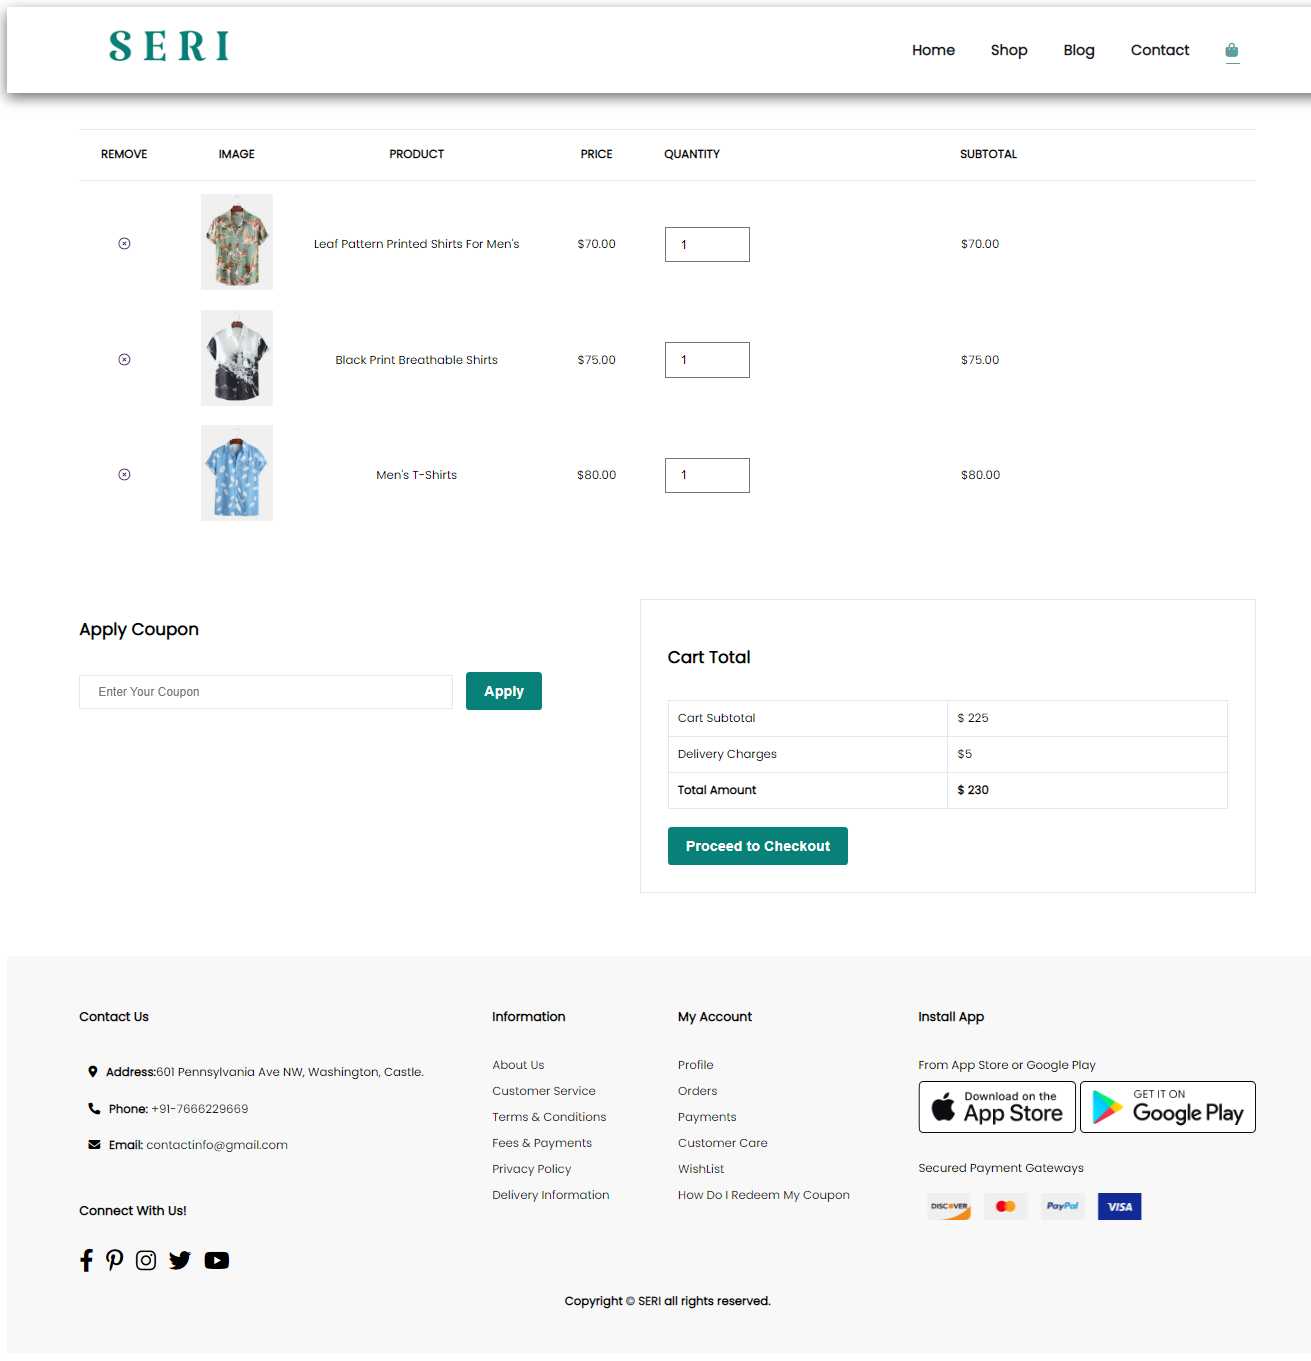 SERI
Home Shop Blog Contact
REMOVE IMAGE PRODUCT PRICE QUANTITY SUBTOTAL
Leaf Pattern Printed Shirts For Men's $70.00 1 $70.00
Black Print Breathable Shirts $75.00 1 $75.00
Men's T-Shirts $80.00 1 $80.00
Apply Coupon
Enter Your Coupon Apply
Cart Total
Cart Subtotal $ 225
Delivery Charges $5
Total Amount $ 230
Proceed to Checkout
Contact Us
Address:601 Pennsylvania Ave NW, Washington, Castle.
Phone: +91-7666229669
Email: contactinfo@gmail.com
Connect With Us!
Information
About Us
Customer Service
Terms & Conditions
Fees & Payments
Privacy Policy
Delivery Information
My Account
Profile
Orders
Payments
Customer Care
WishList
How Do I Redeem My Coupon
Install App
From App Store or Google Play
Download on the
App Store
GET IT ON
Google Play
Secured Payment Gateways
DISCOVER PayPal VISA
Copyright © SERI all rights reserved.